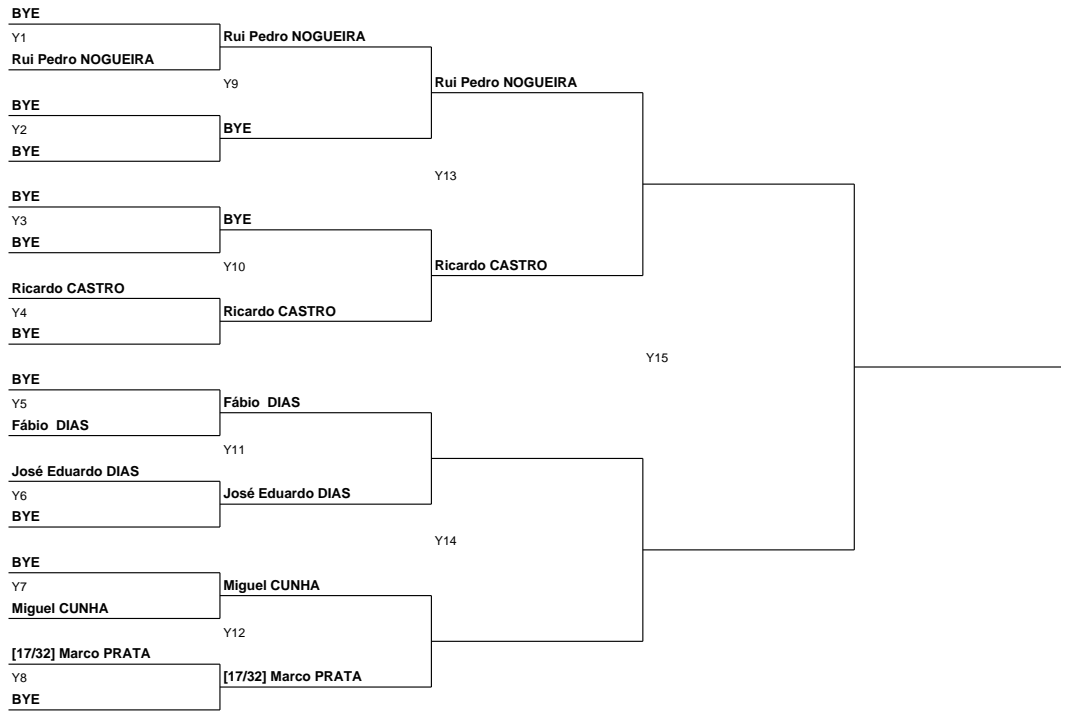 BYE
Y1
Rui Pedro NOGUEIRA
Rui Pedro NOGUEIRA
Y9
Rui Pedro NOGUEIRA
BYE
Y2
BYE
BYE
Y13
BYE
Y3
BYE
BYE
Y10
Ricardo CASTRO
Ricardo CASTRO
Y4
Ricardo CASTRO
BYE
Y15
BYE
Y5
Fábio  DIAS
Fábio  DIAS
Y11
José Eduardo DIAS
Y6
José Eduardo DIAS
BYE
Y14
BYE
Y7
Miguel CUNHA
Miguel CUNHA
Y12
[17/32] Marco PRATA
Y8
[17/32] Marco PRATA
BYE